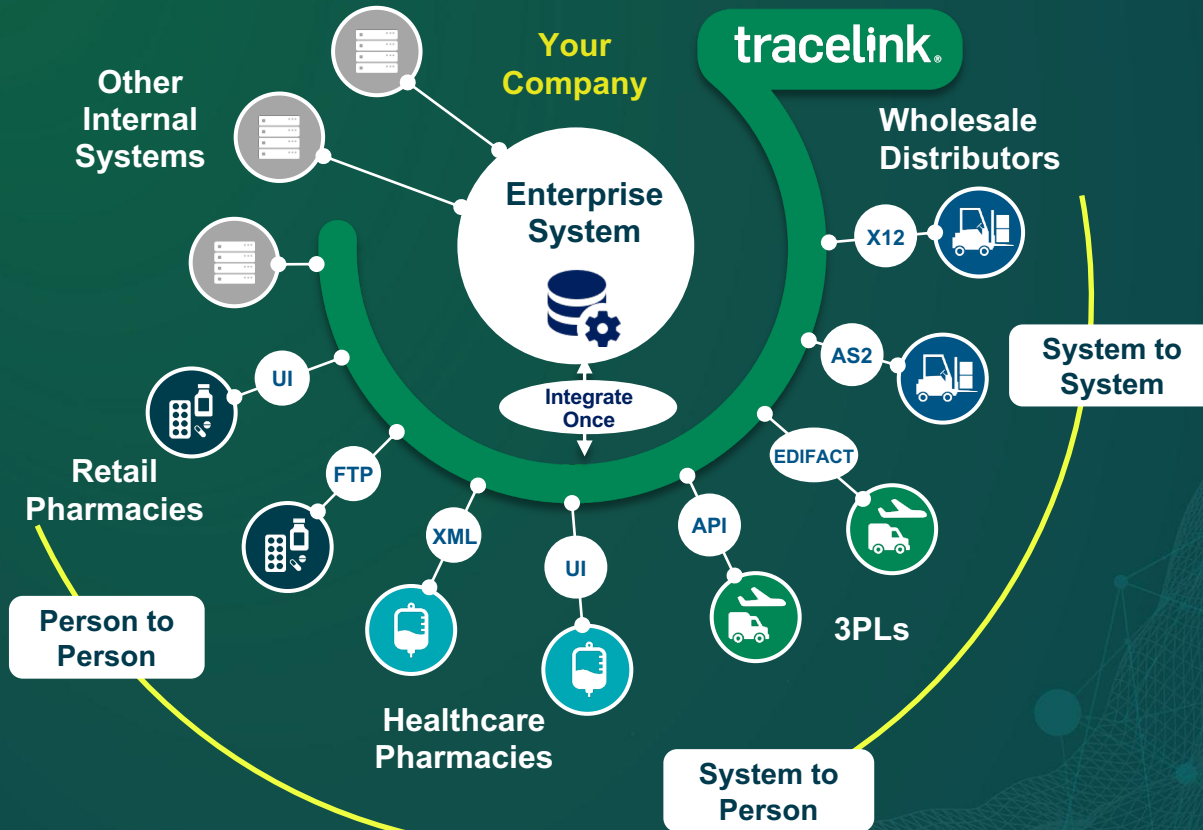 tracelink®
Your
Company
Other
Internal
Systems
Wholesale
Distributors
Enterprise
System
X12
AS2
System to
System
UI
Integrate
Once
EDIFACT
Retail
Pharmacies
FTP
XML
UI
API
Person to
Person
3PLs
Healthcare
Pharmacies
System to
Person